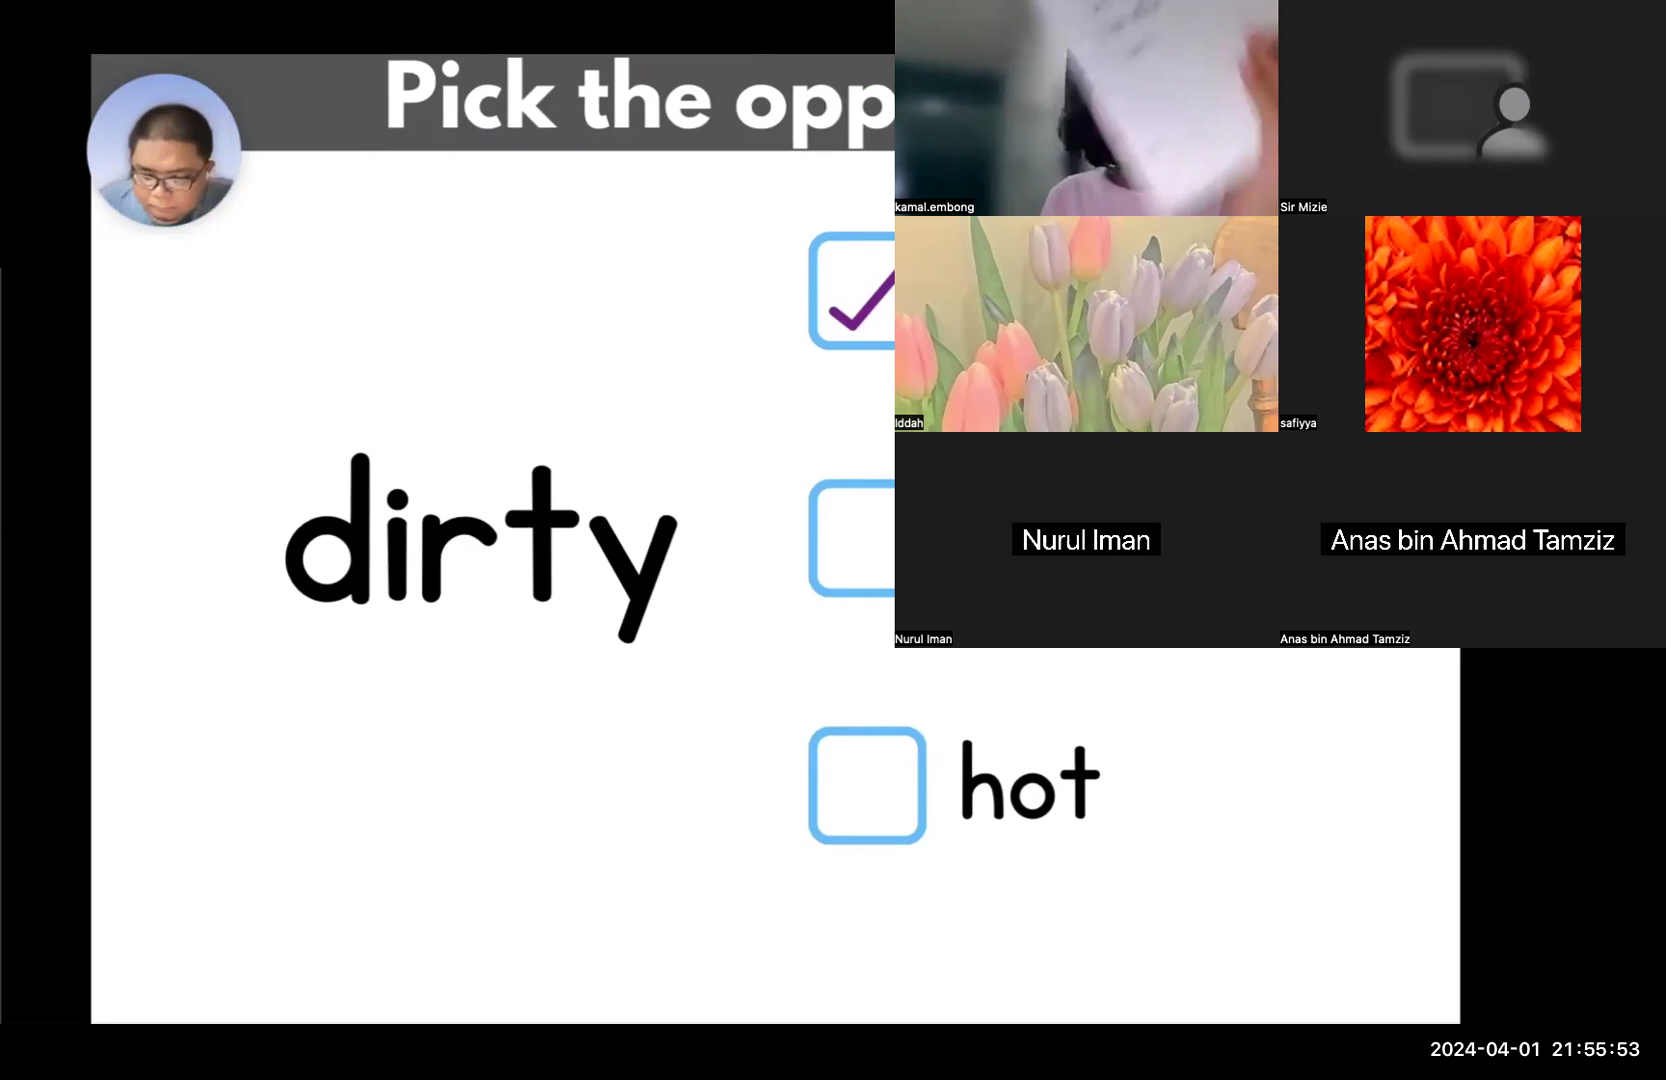 Pick the opp
dirty
hot
kamal.embong
Sir Mizie
Iddah
safiyya
Nurul Iman
Anas bin Ahmad Tamziz
Nurul Iman
Anas bin Ahmad Tamziz
2024-04-01 21:55:53